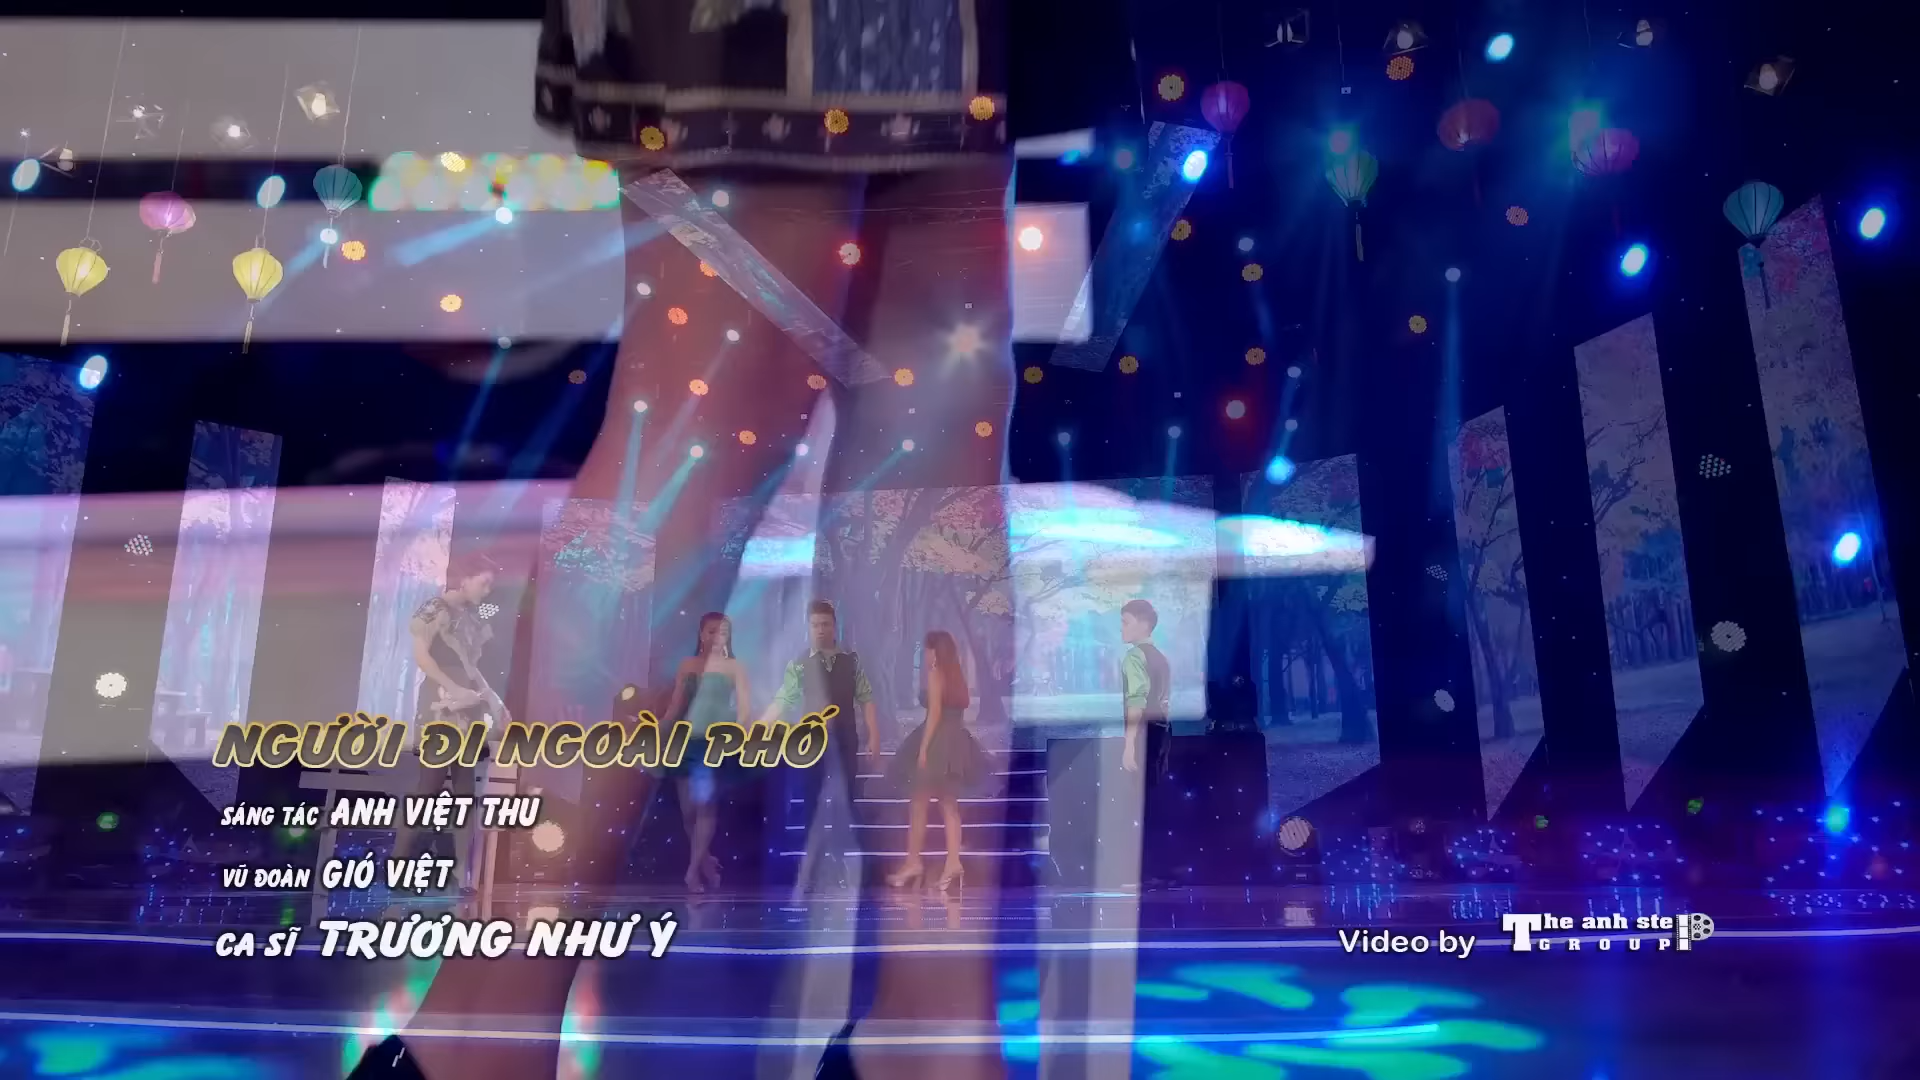 NGƯỜI ĐI NGOÀI PHỐ
SÁNG TÁC ANH VIỆT THU
VŨ ĐOÀN GIÓ VIỆT
CA SĨ TRƯƠNG NHƯ Ý
Video by The anh ste
GROUP